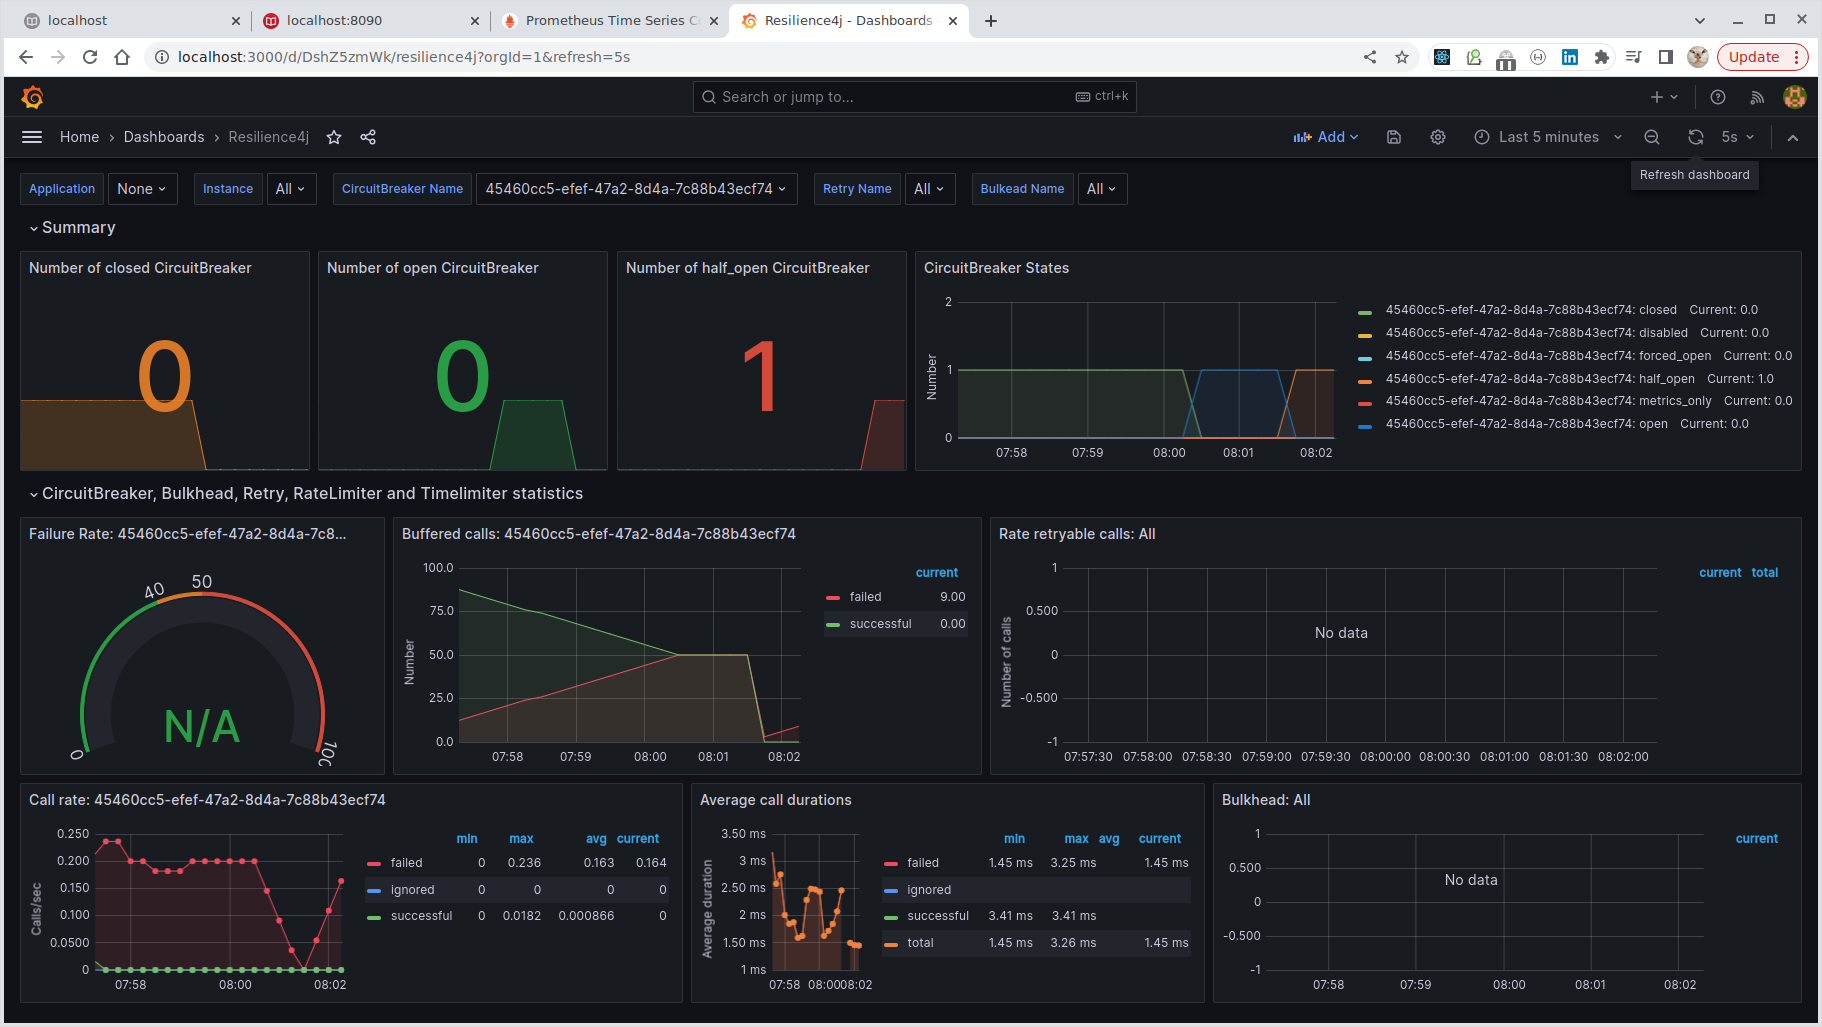 localhost
localhost:8090
Prometheus Time Series C
Resilience4j - Dashboards
localhost:3000/d/DshZ5zmWk/resilience4j?orgId=1&refresh=5s
Update
Search or jump to...
ctrl+k
Home › Dashboards › Resilience4j
Add
Last 5 minutes
5s
Refresh dashboard
Application None
Instance All
CircuitBreaker Name 45460cc5-efef-47a2-8d4a-7c88b43ecf74
Retry Name All
Bulkead Name All
Summary
Number of closed CircuitBreaker
0
Number of open CircuitBreaker
0
Number of half_open CircuitBreaker
1
CircuitBreaker States
Number
2
1
0
07:58 07:59 08:00 08:01 08:02
45460cc5-efef-47a2-8d4a-7c88b43ecf74: closed Current: 0.0
45460cc5-efef-47a2-8d4a-7c88b43ecf74: disabled Current: 0.0
45460cc5-efef-47a2-8d4a-7c88b43ecf74: forced_open Current: 0.0
45460cc5-efef-47a2-8d4a-7c88b43ecf74: half_open Current: 1.0
45460cc5-efef-47a2-8d4a-7c88b43ecf74: metrics_only Current: 0.0
45460cc5-efef-47a2-8d4a-7c88b43ecf74: open Current: 0.0
CircuitBreaker, Bulkhead, Retry, RateLimiter and Timelimiter statistics
Failure Rate: 45460cc5-efef-47a2-8d4a-7c8...
0
40
50
100
N/A
Buffered calls: 45460cc5-efef-47a2-8d4a-7c88b43ecf74
Number
100.0
75.0
50.0
25.0
0.0
07:58 07:59 08:00 08:01 08:02
current
failed 9.00
successful 0.00
Rate retryable calls: All
Number of calls
1
0.500
0
-0.500
-1
No data
07:57:30 07:58:00 07:58:30 07:59:00 07:59:30 08:00:00 08:00:30 08:01:00 08:01:30 08:02:00
current total
Call rate: 45460cc5-efef-47a2-8d4a-7c88b43ecf74
Calls/sec
0.250
0.200
0.150
0.100
0.0500
0
07:58 08:00 08:02
min max avg current
failed 0 0.236 0.163 0.164
ignored 0 0 0 0
successful 0 0.0182 0.000866 0
Average call durations
Average duration
3.50 ms
3 ms
2.50 ms
2 ms
1.50 ms
1 ms
07:58 08:00 08:02
min max avg current
failed 1.45 ms 3.25 ms 1.45 ms
ignored
successful 3.41 ms 3.41 ms
total 1.45 ms 3.26 ms 1.45 ms
Bulkhead: All
1
0.500
0
-0.500
-1
No data
07:58 07:59 08:00 08:01 08:02
current